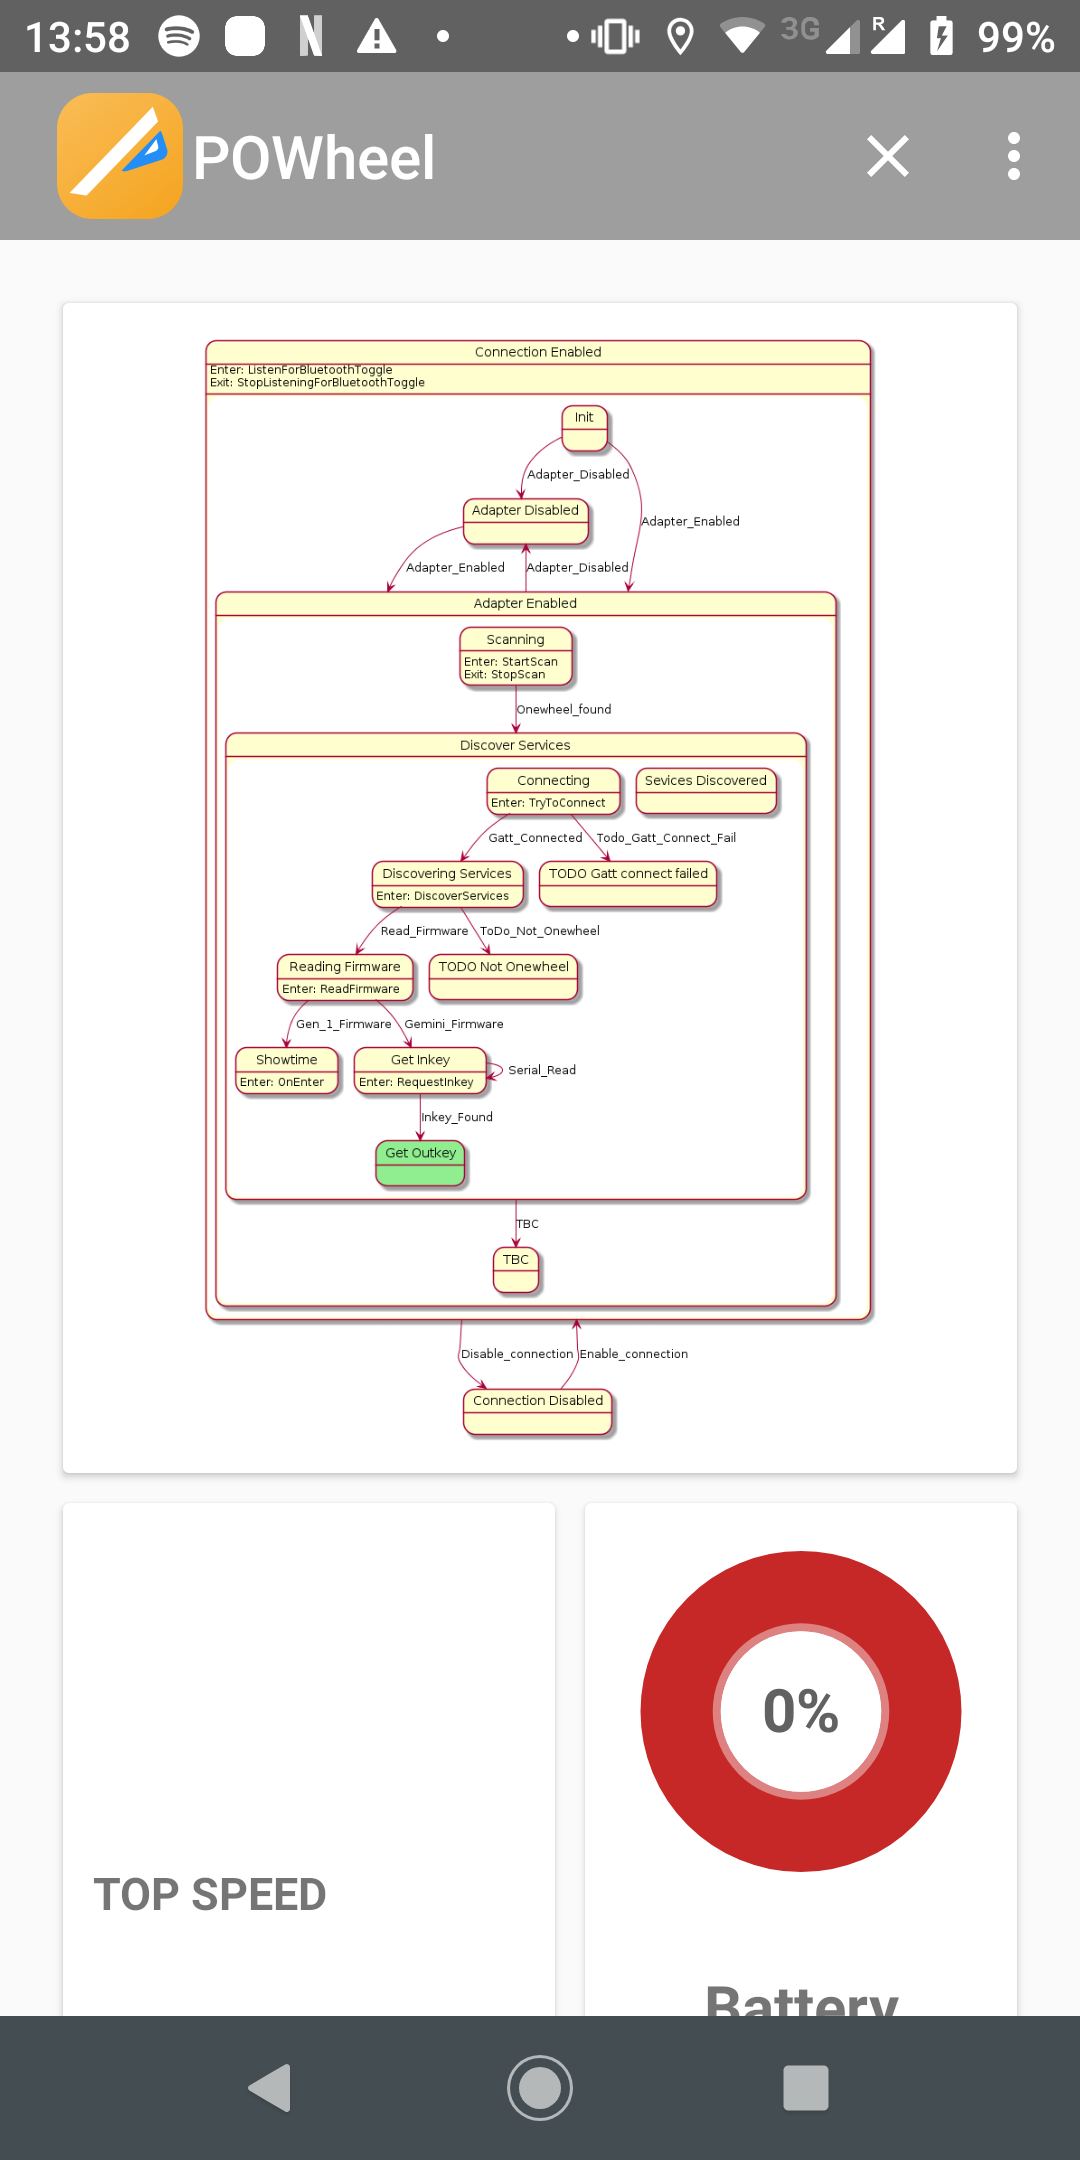 13:58
3G
R
99%
POWheel
Connection Enabled
Enter: ListenForBluetoothToggle
Exit: StopListeningForBluetoothToggle
Init
Adapter_Disabled
Adapter Disabled
Adapter_Enabled
Adapter_Enabled
Adapter_Disabled
Adapter Enabled
Scanning
Enter: StartScan
Exit: StopScan
Onewheel_found
Discover Services
Connecting
Enter: TryToConnect
Sevices Discovered
Gatt_Connected
Todo_Gatt_Connect_Fail
Discovering Services
Enter: DiscoverServices
TODO Gatt connect failed
Read_Firmware
ToDo_Not_Onewheel
Reading Firmware
Enter: ReadFirmware
TODO Not Onewheel
Gen_1_Firmware
Gemini_Firmware
Showtime
Enter: OnEnter
Get Inkey
Enter: RequestInkey
Serial_Read
Inkey_Found
Get Outkey
TBC
TBC
Disable_connection
Enable_connection
Connection Disabled
0%
TOP SPEED
Battery